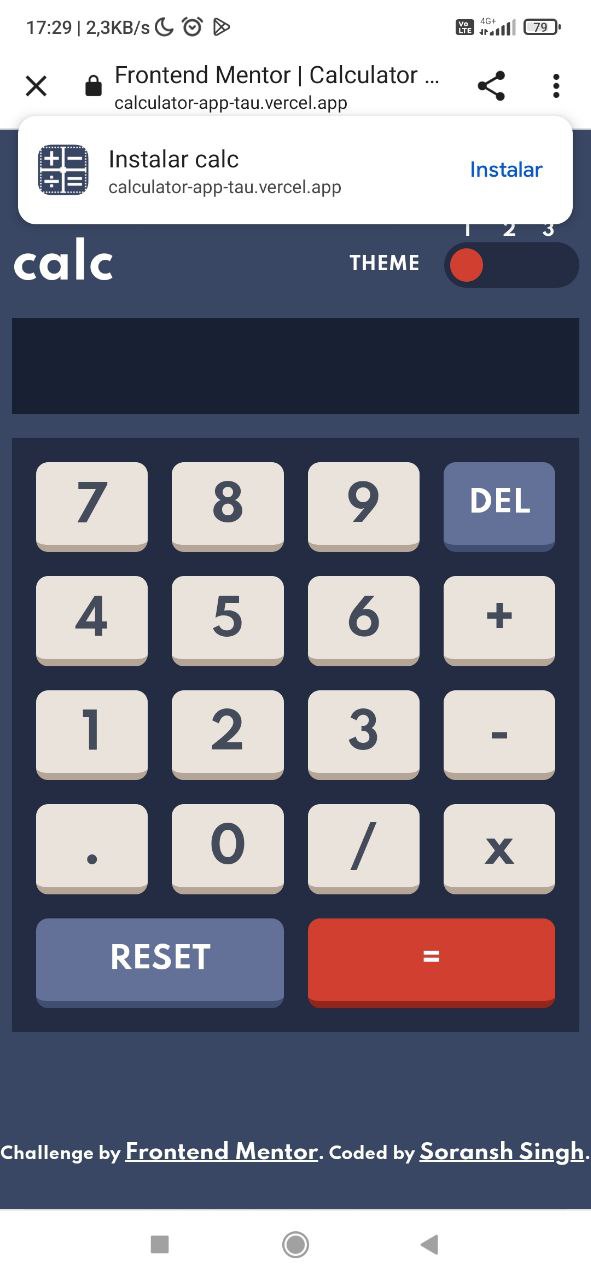 17:29 | 2,3KB/s
Vo LTE 4G+ 79
Frontend Mentor | Calculator ...
calculator-app-tau.vercel.app
Instalar calc
calculator-app-tau.vercel.app
Instalar
1 2 3
calc
THEME
7 8 9 DEL
4 5 6 +
1 2 3 -
. 0 / x
RESET =
Challenge by Frontend Mentor. Coded by Soransh Singh.